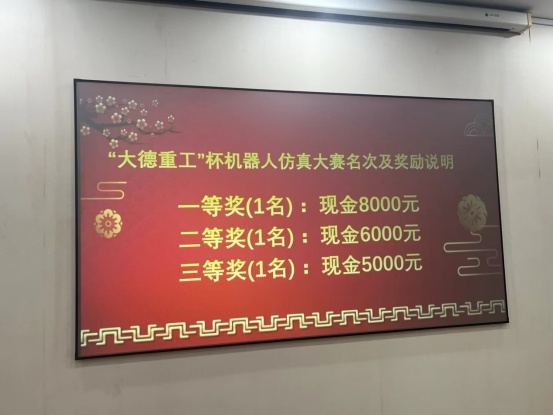 “大德重工”杯机器人仿真大赛名次及奖励说明
一等奖(1名)：现金8000元
二等奖(1名)：现金6000元
三等奖(1名)：现金5000元